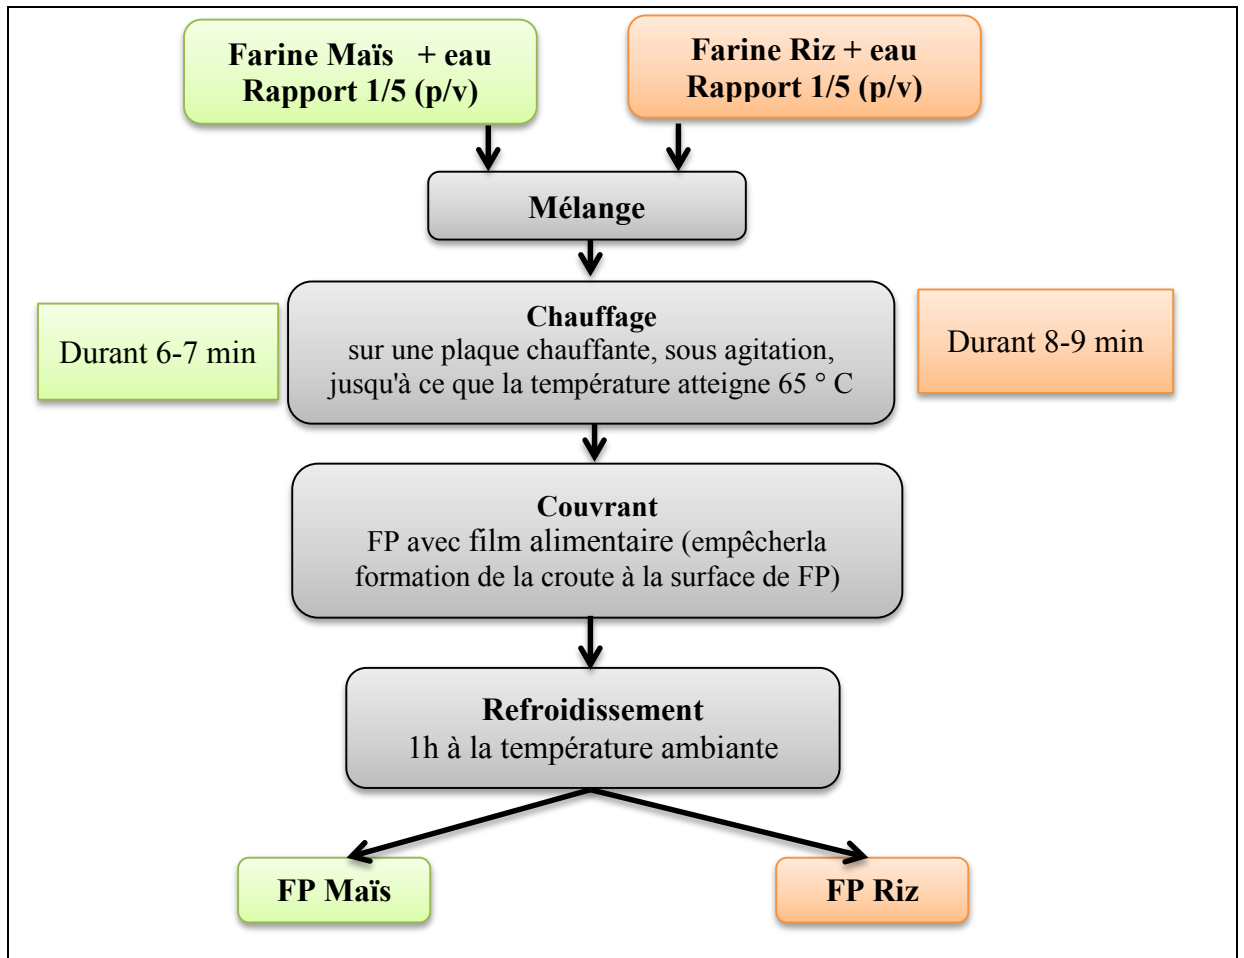 Farine Maïs + eau
Rapport 1/5 (p/v)
Farine Riz + eau
Rapport 1/5 (p/v)
Mélange
Durant 6-7 min
Chauffage
sur une plaque chauffante, sous agitation,
jusqu'à ce que la température atteigne 65 ° C
Durant 8-9 min
Couvrant
FP avec film alimentaire (empêcherla
formation de la croute à la surface de FP)
Refroidissement
1h à la température ambiante
FP Maïs
FP Riz